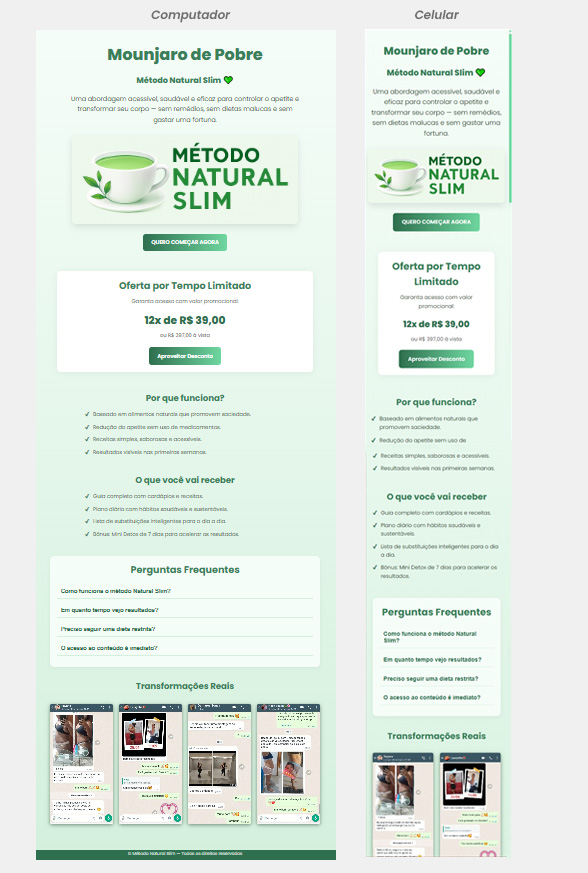 Computador
Mounjaro de Pobre
Método Natural Slim
Uma abordagem acessível, saudável e eficaz para controlar o apetite e
transformar seu corpo — sem remédios, sem dietas malucas e sem
gastar uma fortuna.
MÉTODO
NATURAL
SLIM
QUERO COMEÇAR AGORA
Oferta por Tempo Limitado
Garanta acesso com valor promocional:
12x de R$ 39,00
ou R$ 397,00 à vista
Aproveitar Desconto
Por que funciona?
✓ Baseado em alimentos naturais que promovem saciedade.
✓ Redução do apetite sem uso de medicamentos.
✓ Receitas simples, saborosas e acessíveis.
✓ Resultados visíveis nas primeiras semanas.
O que você vai receber
✓ Guia completo com cardápios e receitas.
✓ Plano diário com hábitos saudáveis e sustentáveis.
✓ Lista de substituições inteligentes para o dia a dia.
✓ Bônus: Mini Detox de 7 dias para acelerar os resultados.
Perguntas Frequentes
Como funciona o método Natural Slim?
Em quanto tempo vejo resultados?
Preciso seguir uma dieta restrita?
O acesso ao conteúdo é imediato?
Transformações Reais
© Método Natural Slim — Todos os direitos reservados
Celular
Mounjaro de Pobre
Método Natural Slim
Uma abordagem acessível, saudável e
eficaz para controlar o apetite e
transformar seu corpo — sem remédios,
sem dietas malucas e sem gastar uma
fortuna.
MÉTODO
NATURAL
SLIM
QUERO COMEÇAR AGORA
Oferta por Tempo
Limitado
Garanta acesso com valor
promocional:
12x de R$ 39,00
ou R$ 397,00 à vista
Aproveitar Desconto
Por que funciona?
✓ Baseado em alimentos naturais que
promovem saciedade.
✓ Redução do apetite sem uso de
✓ Receitas simples, saborosas e acessíveis.
✓ Resultados visíveis nas primeiras semanas.
O que você vai receber
✓ Guia completo com cardápios e receitas.
✓ Plano diário com hábitos saudáveis e
sustentáveis.
✓ Lista de substituições inteligentes para o dia
a dia.
✓ Bônus: Mini Detox de 7 dias para acelerar os
resultados.
Perguntas Frequentes
Como funciona o método Natural
Slim?
Em quanto tempo vejo resultados?
Preciso seguir uma dieta restrita?
O acesso ao conteúdo é imediato?
Transformações Reais